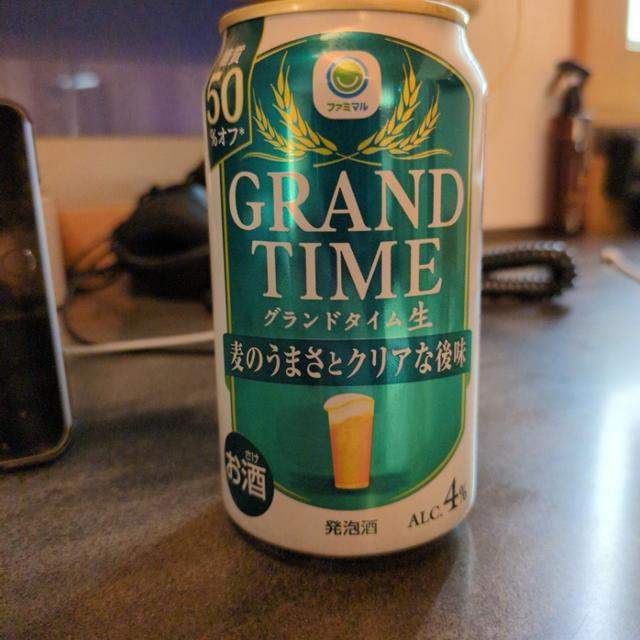 糖質
50
%オフ*
ファミマル
GRAND
TIME
グランドタイム 生
麦のうまさとクリアな後味
さけ
お酒
発泡酒
ALC. 4%